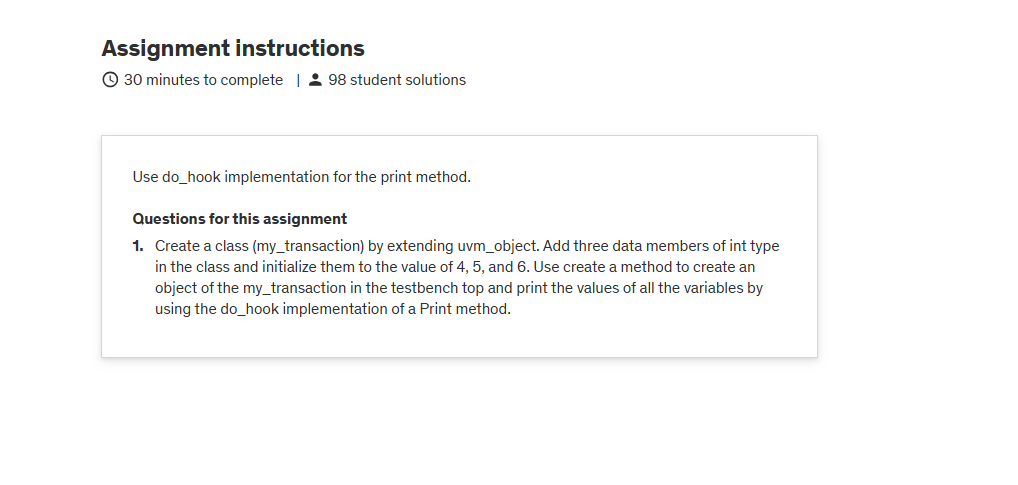 Assignment instructions
30 minutes to complete | 98 student solutions
Use do_hook implementation for the print method.
Questions for this assignment
1. Create a class (my_transaction) by extending uvm_object. Add three data members of int type
in the class and initialize them to the value of 4, 5, and 6. Use create a method to create an
object of the my_transaction in the testbench top and print the values of all the variables by
using the do_hook implementation of a Print method.